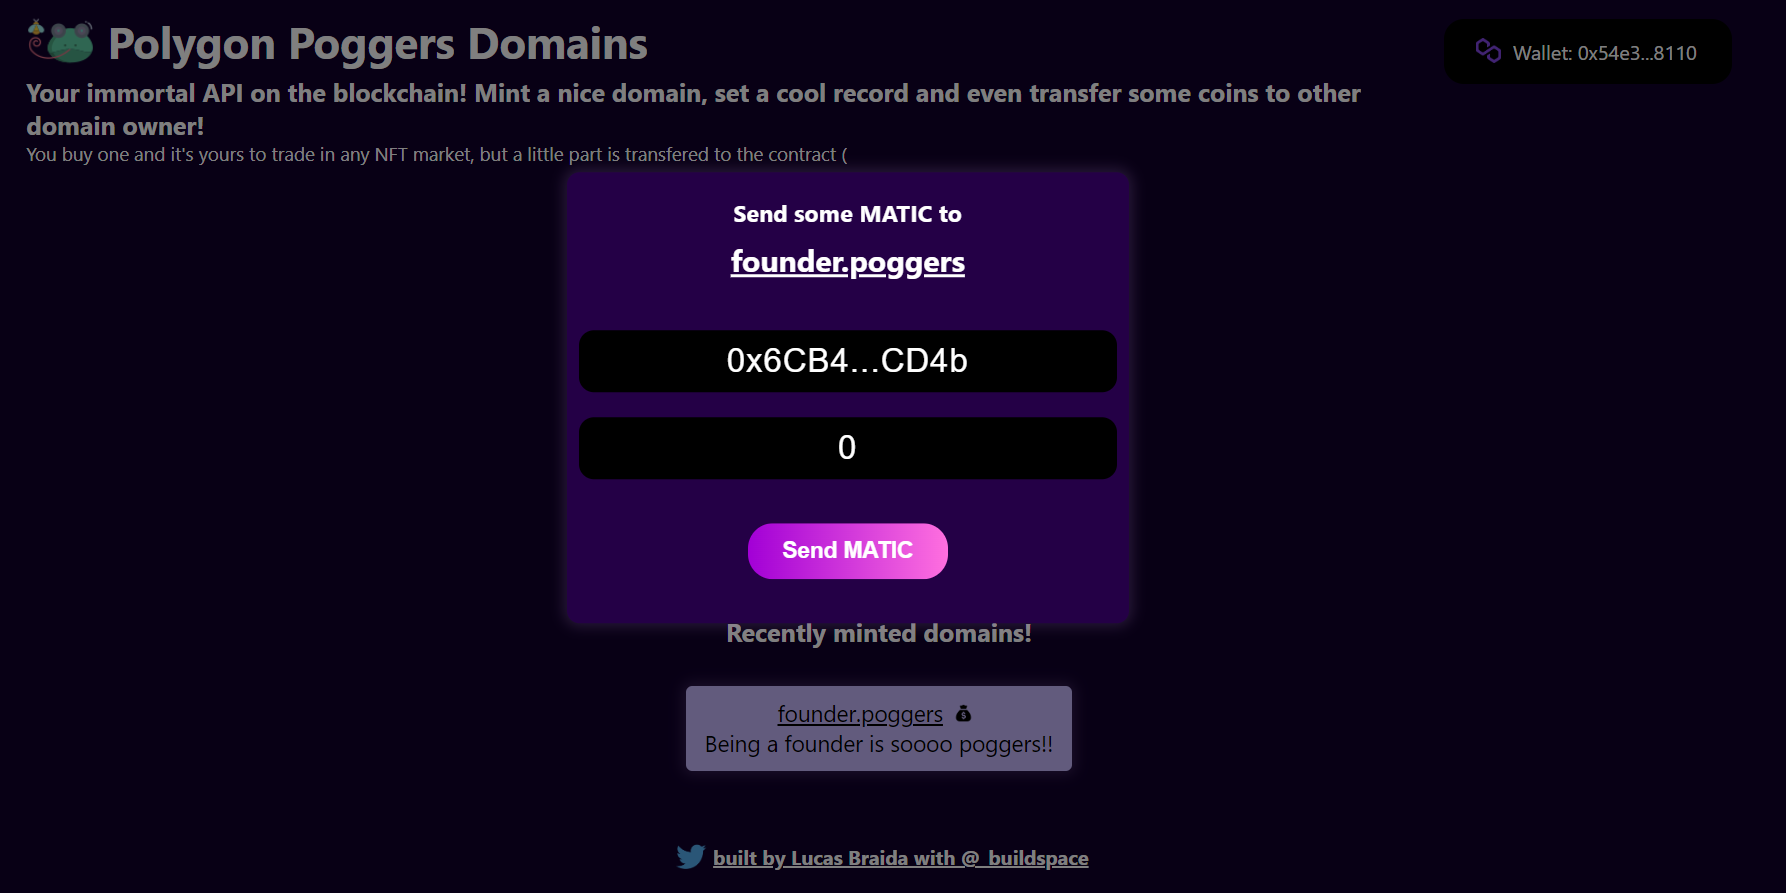 Polygon Poggers Domains
Wallet: 0x54e3...8110
Your immortal API on the blockchain! Mint a nice domain, set a cool record and even transfer some coins to other
domain owner!
You buy one and it's yours to trade in any NFT market, but a little part is transfered to the contract (
Send some MATIC to
founder.poggers
0x6CB4...CD4b
0
Send MATIC
Recently minted domains!
founder.poggers
Being a founder is soooo poggers!!
built by Lucas Braida with @_buildspace